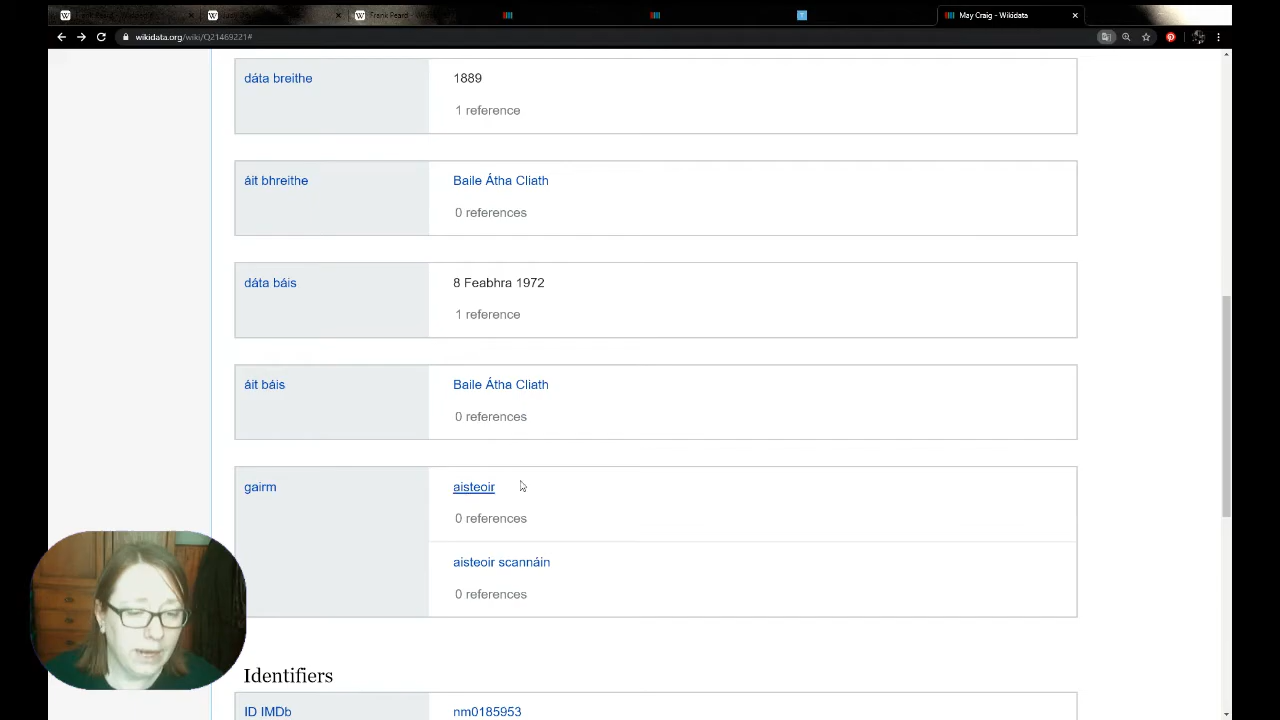 Frank Peard - W
May Craig - Wikidata
wikidata.org/wiki/Q21469221#
dáta breithe
1889
1 reference
áit bhreithe
Baile Átha Cliath
0 references
dáta báis
8 Feabhra 1972
1 reference
áit báis
Baile Átha Cliath
0 references
gairm
aisteoir
0 references
aisteoir scannáin
0 references
Identifiers
ID IMDb
nm0185953